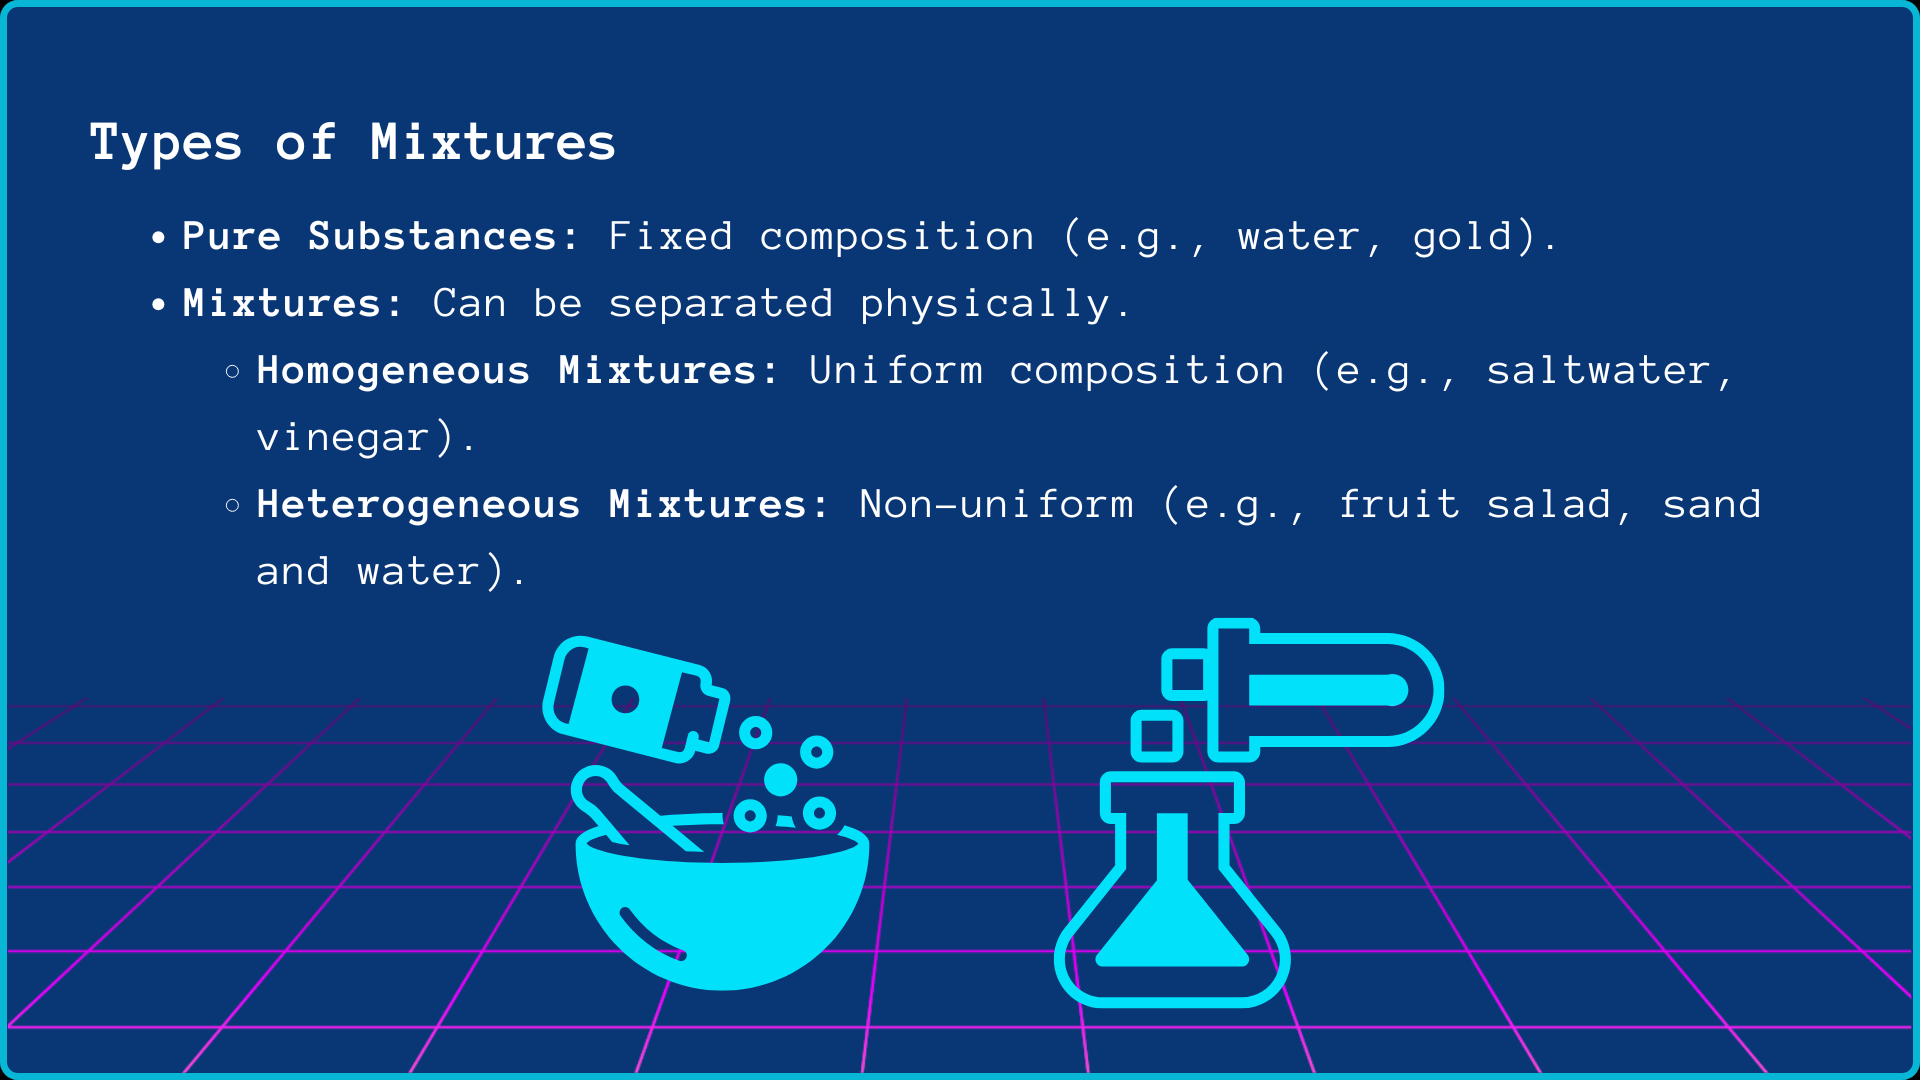 Types of Mixtures
• Pure Substances: Fixed composition (e.g., water, gold).
• Mixtures: Can be separated physically.
◦ Homogeneous Mixtures: Uniform composition (e.g., saltwater,
vinegar).
◦ Heterogeneous Mixtures: Non-uniform (e.g., fruit salad, sand
and water).